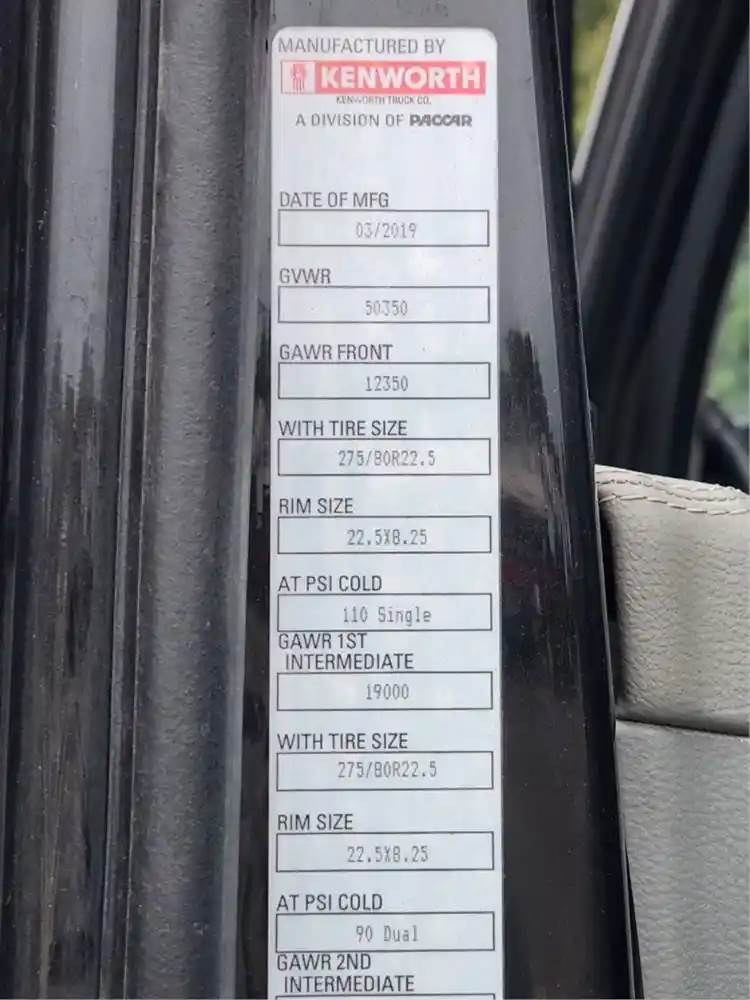 MANUFACTURED BY
KENWORTH
KENWORTH TRUCK CO.
A DIVISION OF PACCAR
DATE OF MFG
03/2019
GVWR
50350
GAWR FRONT
12350
WITH TIRE SIZE
275/80R22.5
RIM SIZE
22.5X8.25
AT PSI COLD
110 Single
GAWR 1ST
INTERMEDIATE
19000
WITH TIRE SIZE
275/80R22.5
RIM SIZE
22.5X8.25
AT PSI COLD
90 Dual
GAWR 2ND
INTERMEDIATE